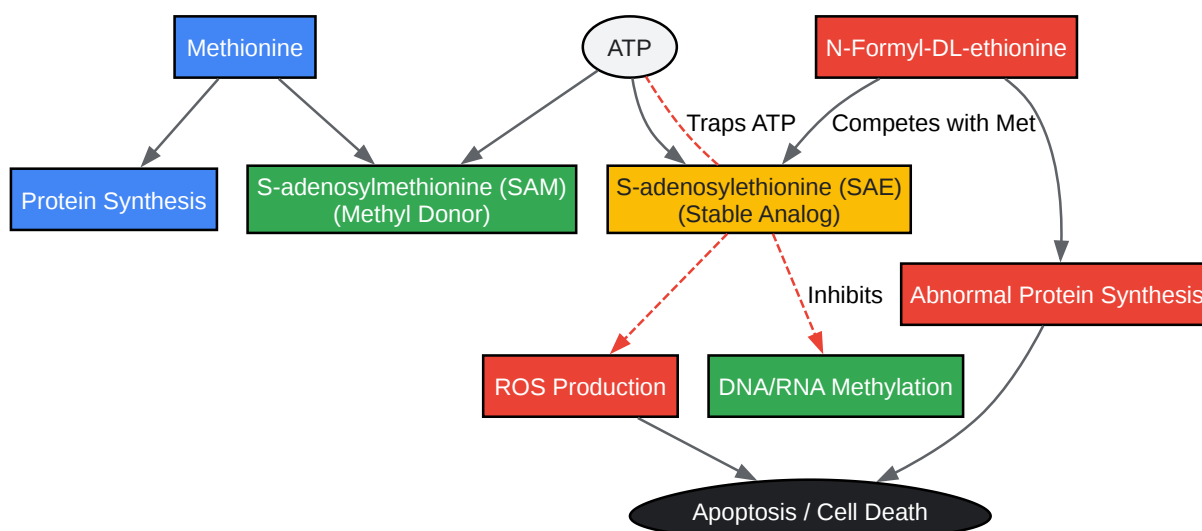 Methionine
ATP
N-Formyl-DL-ethionine
Traps ATP
Competes with Met
Protein Synthesis
S-adenosylmethionine (SAM)
(Methyl Donor)
S-adenosylethionine (SAE)
(Stable Analog)
Inhibits
Abnormal Protein Synthesis
ROS Production
DNA/RNA Methylation
Apoptosis / Cell Death